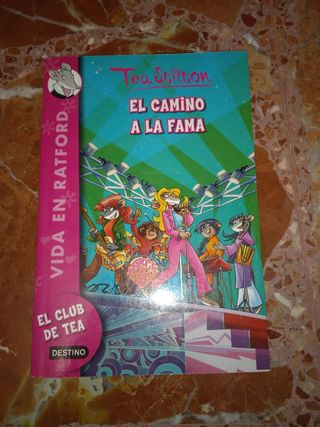 Tea Stilton
EL CAMINO
A LA FAMA
VIDA EN RATFORD
EL CLUB
DE TEA
DESTINO